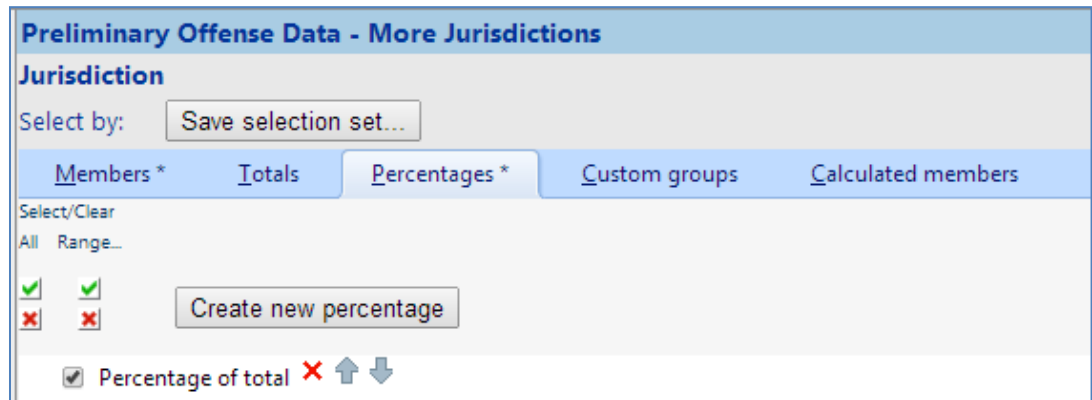 Preliminary Offense Data - More Jurisdictions
Jurisdiction
Select by: Save selection set...
Members * Totals Percentages * Custom groups Calculated members
Select/Clear
All Range...
Create new percentage
Percentage of total